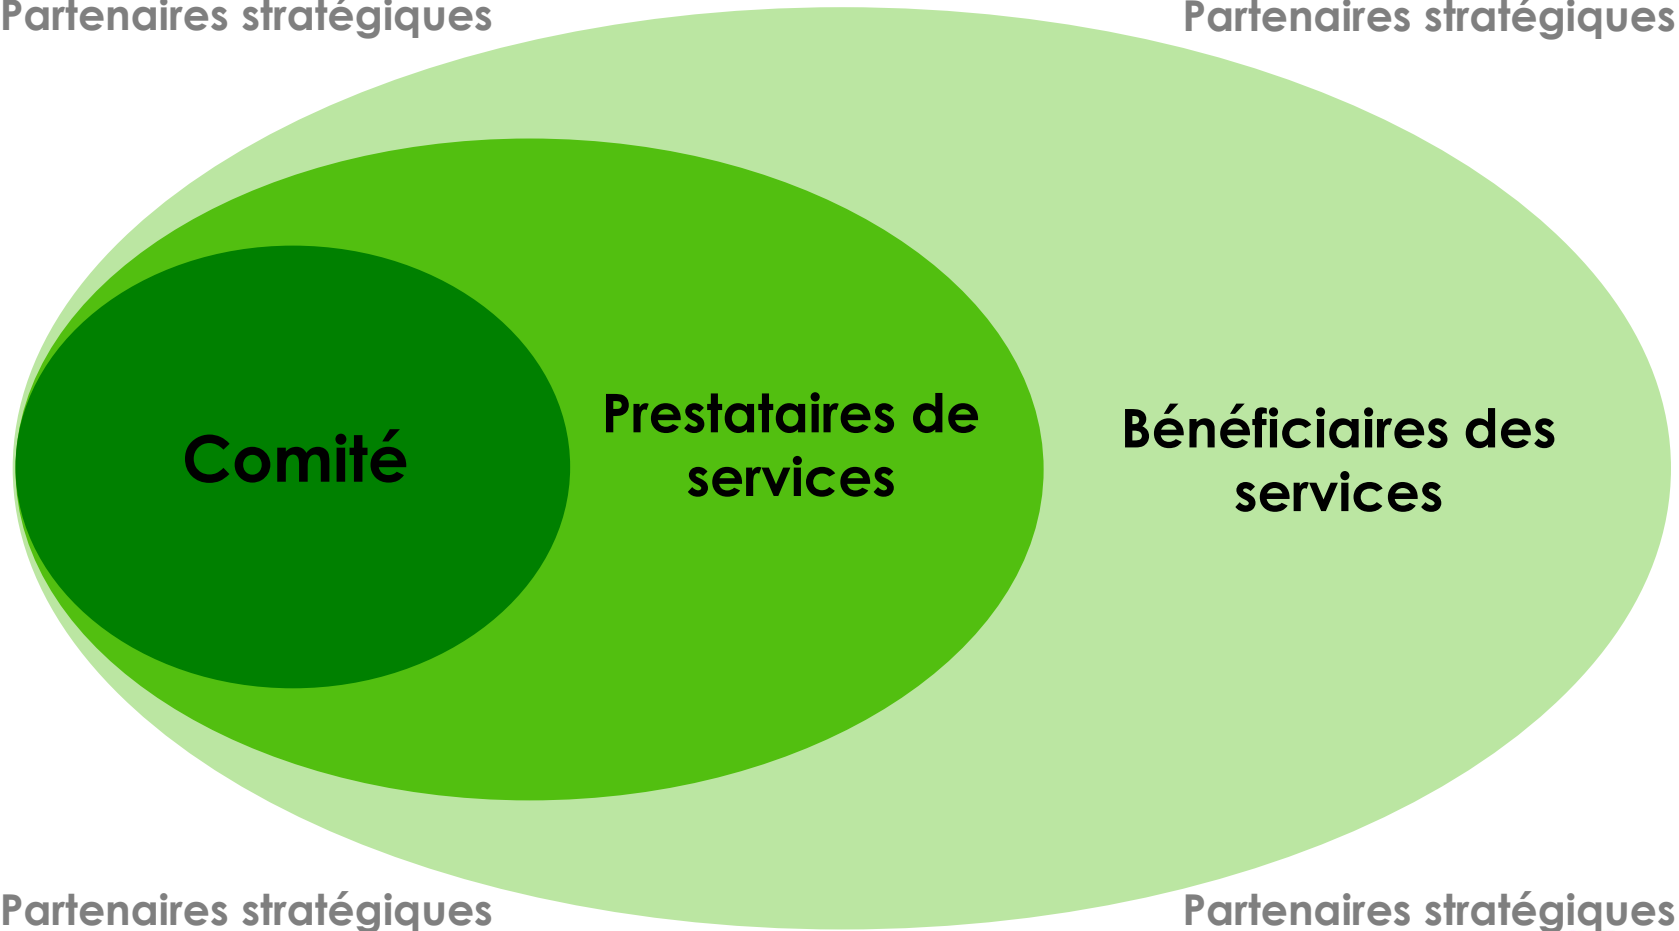 Partenaires stratégiques
Partenaires stratégiques
Comité
Prestataires de
services
Bénéficiaires des
services
Partenaires stratégiques
Partenaires stratégiques